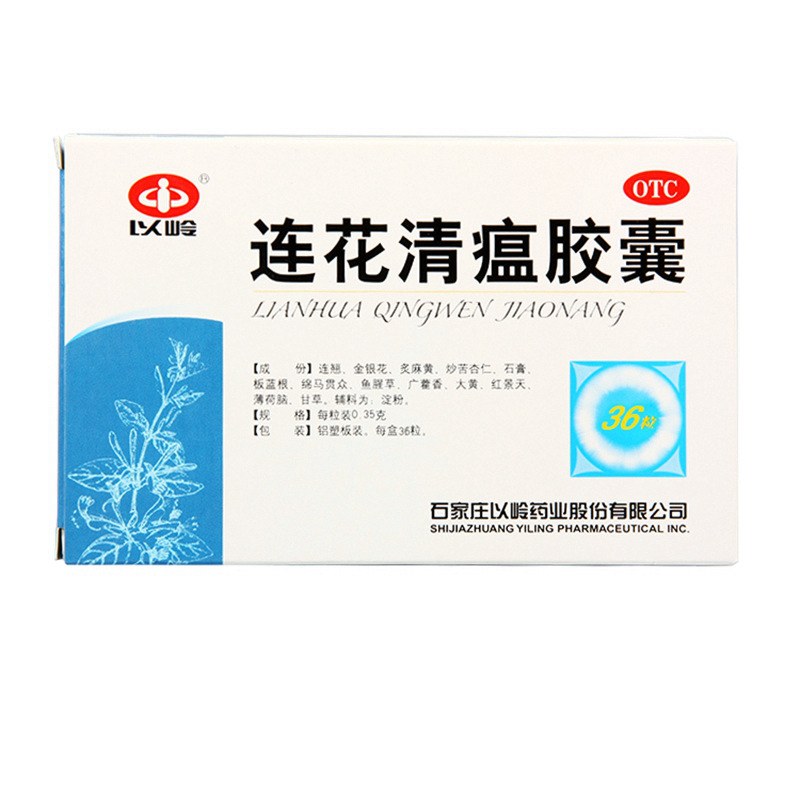 以岭
®
OTC
连花清瘟胶囊
LIANHUA QINGWEN JIAONANG
【成　份】连翘、金银花、炙麻黄、炒苦杏仁、石膏、
板蓝根、绵马贯众、鱼腥草、广藿香、大黄、红景天、
薄荷脑、甘草。辅料为：淀粉。
【规　格】每粒装0.35克
【包　装】铝塑板装。每盒36粒。
36粒
石家庄以岭药业股份有限公司
SHIJIAZHUANG YILING PHARMACEUTICAL INC.